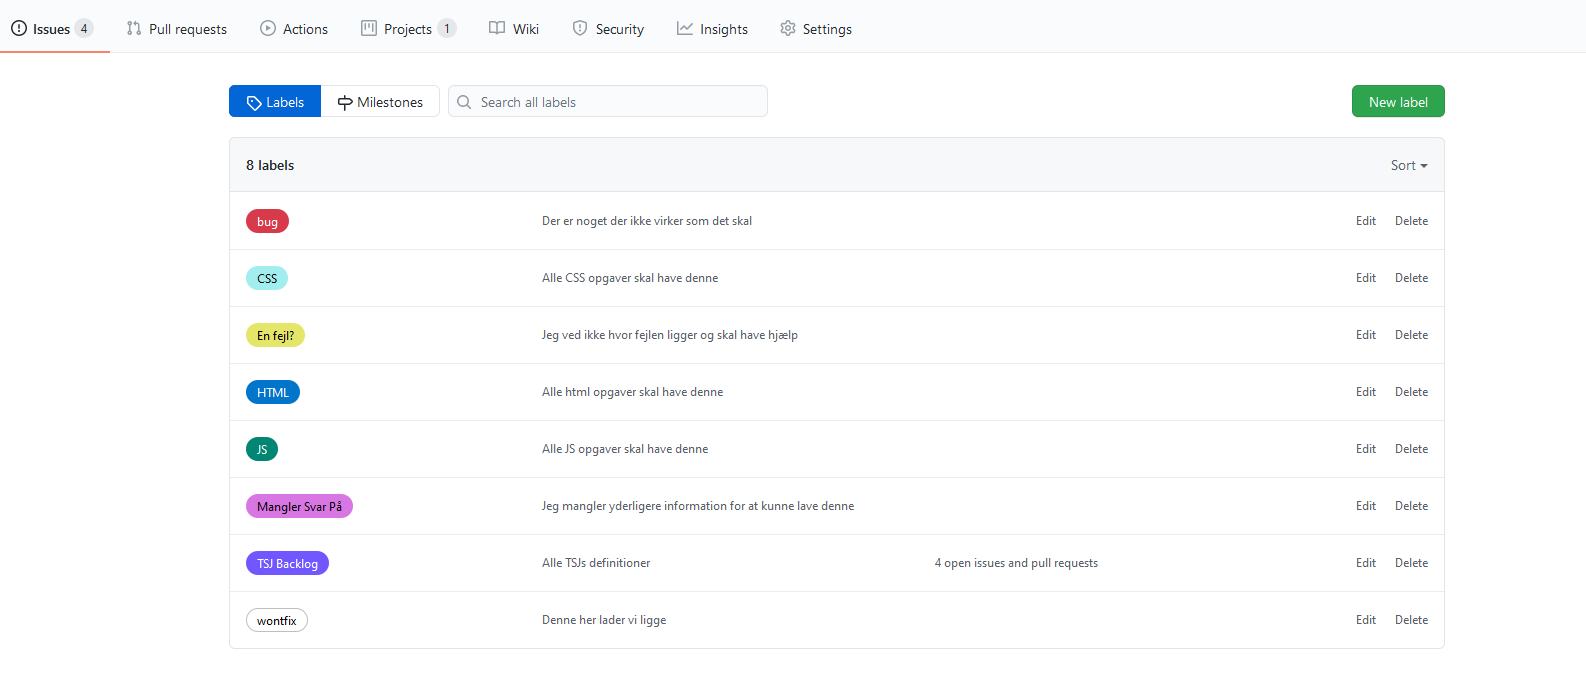 Issues 4 Pull requests Actions Projects 1 Wiki Security Insights Settings
Labels Milestones Search all labels New label
8 labels Sort
bug Der er noget der ikke virker som det skal Edit Delete
CSS Alle CSS opgaver skal have denne Edit Delete
En fejl? Jeg ved ikke hvor fejlen ligger og skal have hjælp Edit Delete
HTML Alle html opgaver skal have denne Edit Delete
JS Alle JS opgaver skal have denne Edit Delete
Mangler Svar På Jeg mangler yderligere information for at kunne lave denne Edit Delete
TSJ Backlog Alle TSJs definitioner 4 open issues and pull requests Edit Delete
wontfix Denne her lader vi ligge Edit Delete